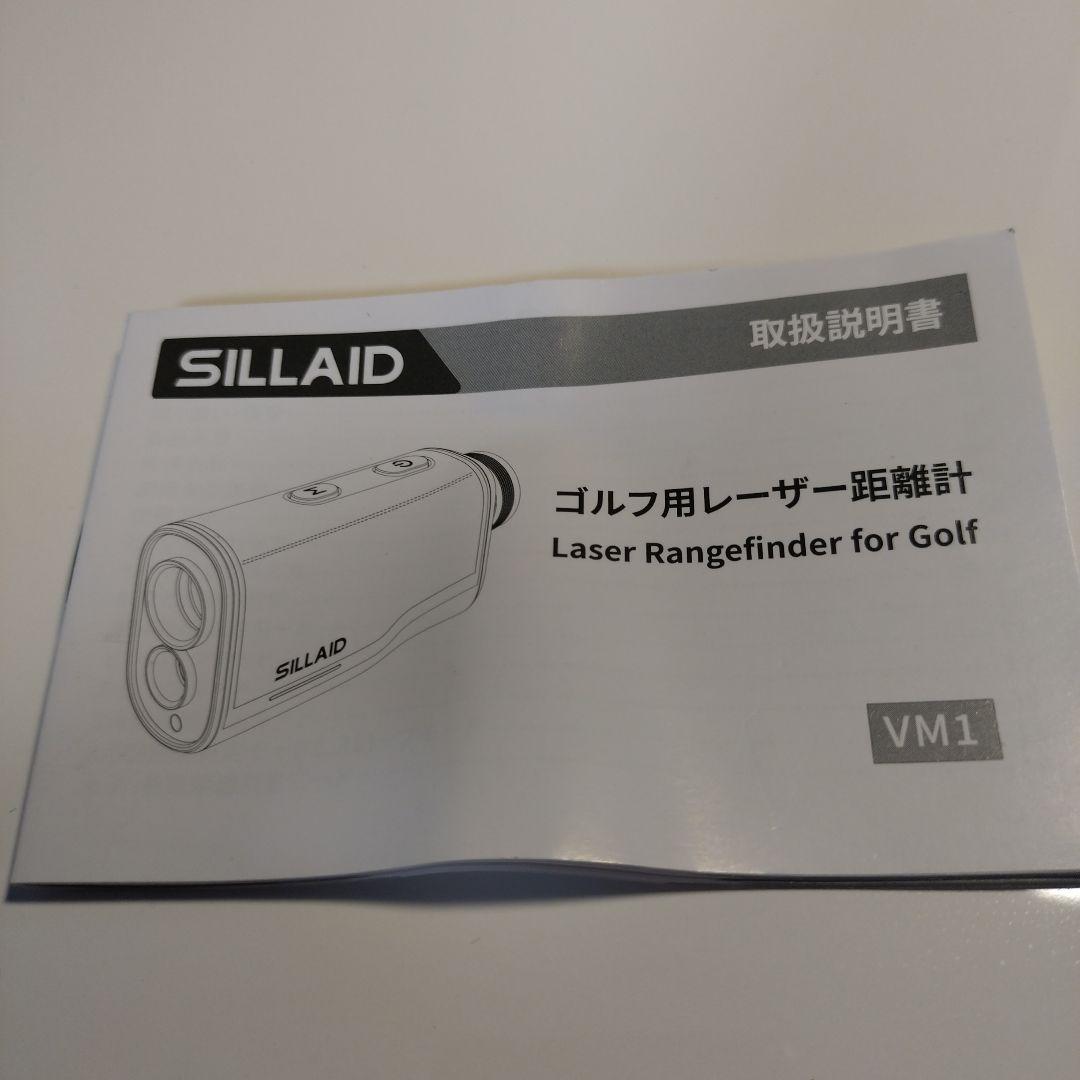 SILLAID
取扱説明書
M
ゴルフ用レーザー距離計
Laser Rangefinder for Golf
SILLAID
VM1